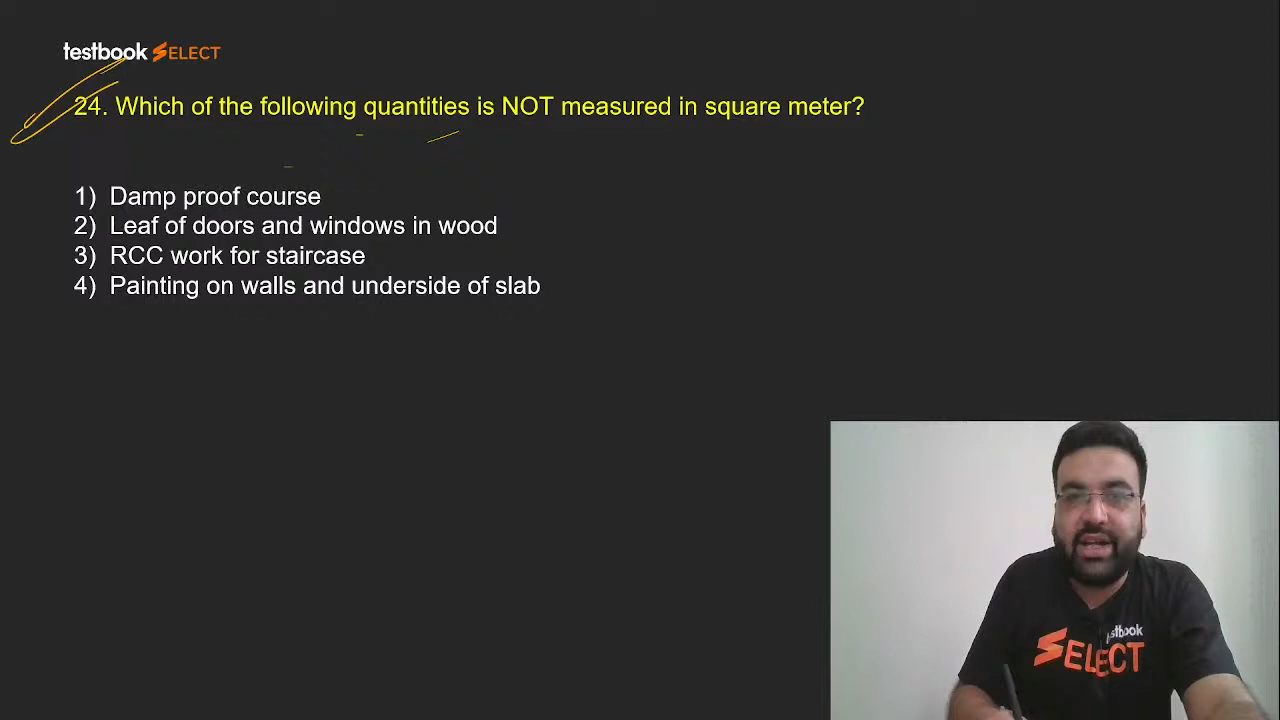 testbook SELECT
24. Which of the following quantities is NOT measured in square meter?
1) Damp proof course
2) Leaf of doors and windows in wood
3) RCC work for staircase
4) Painting on walls and underside of slab
testbook
SELECT